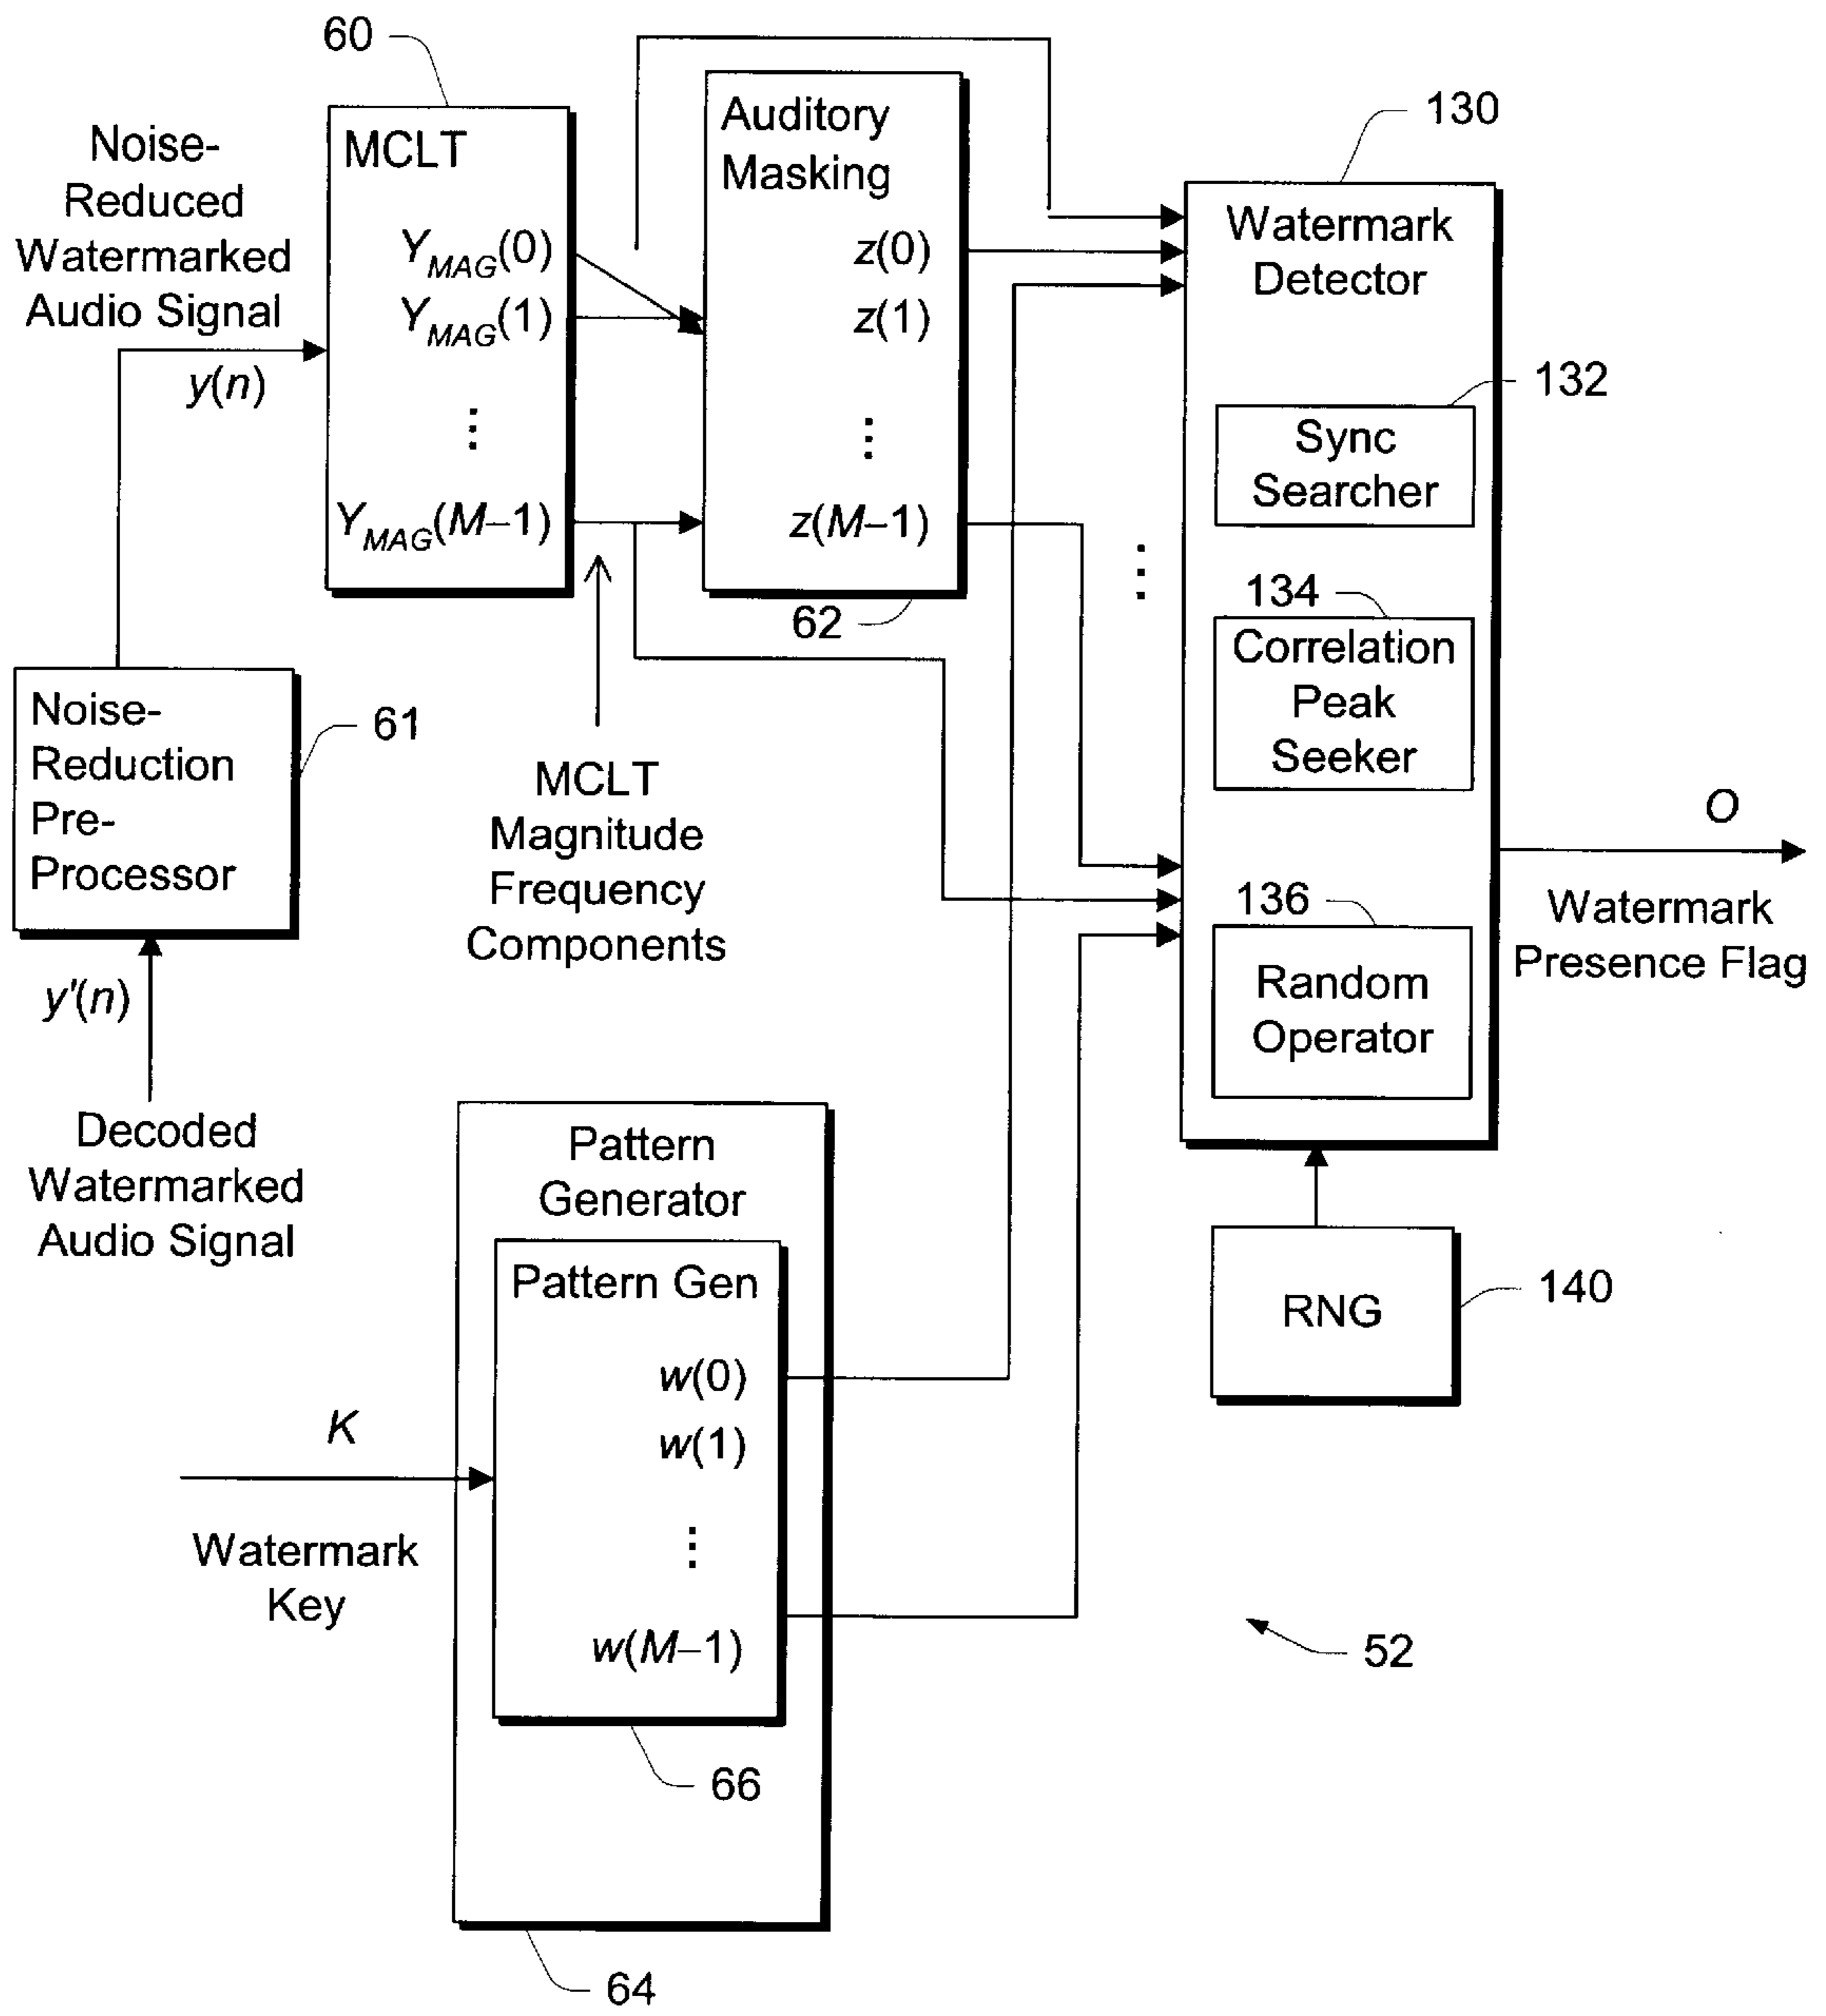 60
MCLT
Y_MAG(0)
Y_MAG(1)
⋮
Y_MAG(M–1)
Auditory
Masking
z(0)
z(1)
⋮
z(M–1)
62
130
Watermark
Detector
132
Sync
Searcher
134
Correlation
Peak
Seeker
136
Random
Operator
⋮
Noise-
Reduced
Watermarked
Audio Signal
y(n)
Noise-
Reduction
Pre-
Processor
61
y'(n)
Decoded
Watermarked
Audio Signal
MCLT
Magnitude
Frequency
Components
O
Watermark
Presence Flag
RNG
140
Pattern
Generator
Pattern Gen
w(0)
w(1)
⋮
w(M–1)
K
Watermark
Key
66
64
52